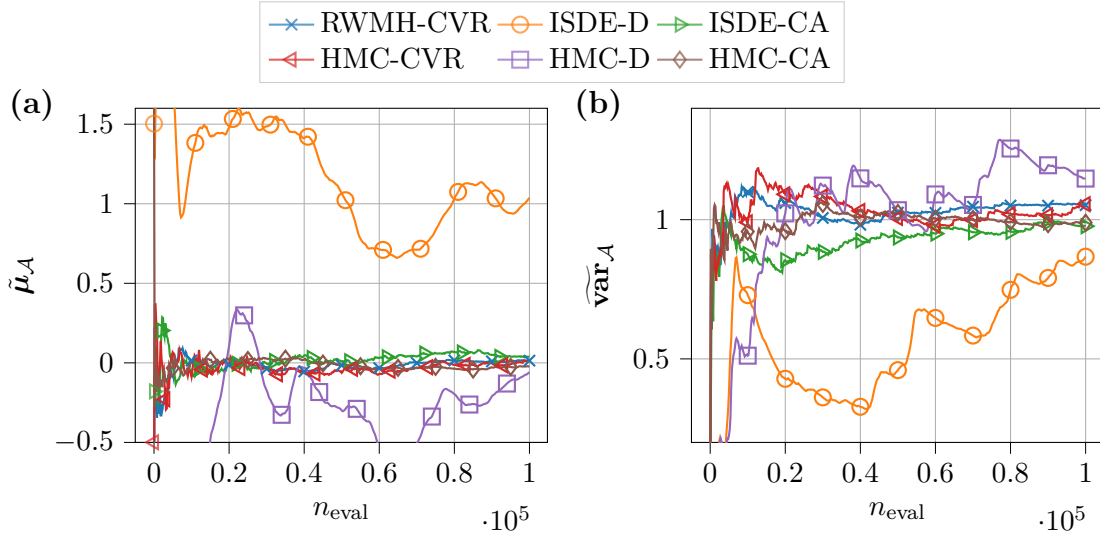 RWMH-CVR ISDE-D ISDE-CA
HMC-CVR HMC-D HMC-CA
(a)
1.5
1
0.5
0
−0.5
μ̃_A
0 0.2 0.4 0.6 0.8 1
n_eval
·10^5
(b)
1
0.5
var̃_A
0 0.2 0.4 0.6 0.8 1
n_eval
·10^5